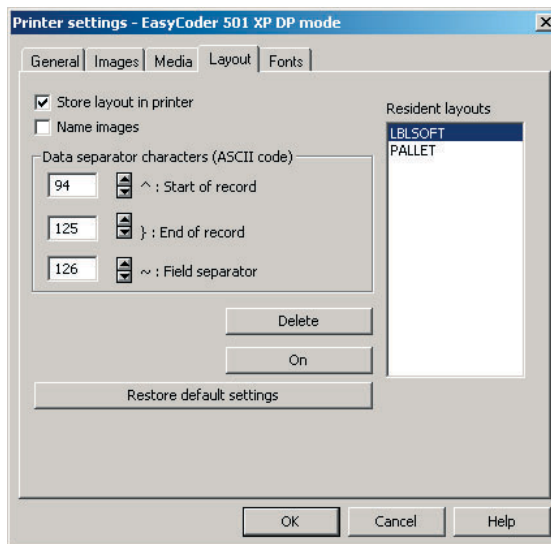 Printer settings - EasyCoder 501 XP DP mode
General Images Media Layout Fonts
Store layout in printer
Name images
Data separator characters (ASCII code)
94 ^ : Start of record
125 } : End of record
126 ~ : Field separator
Resident layouts
LBLSOFT
PALLET
Delete
On
Restore default settings
OK Cancel Help